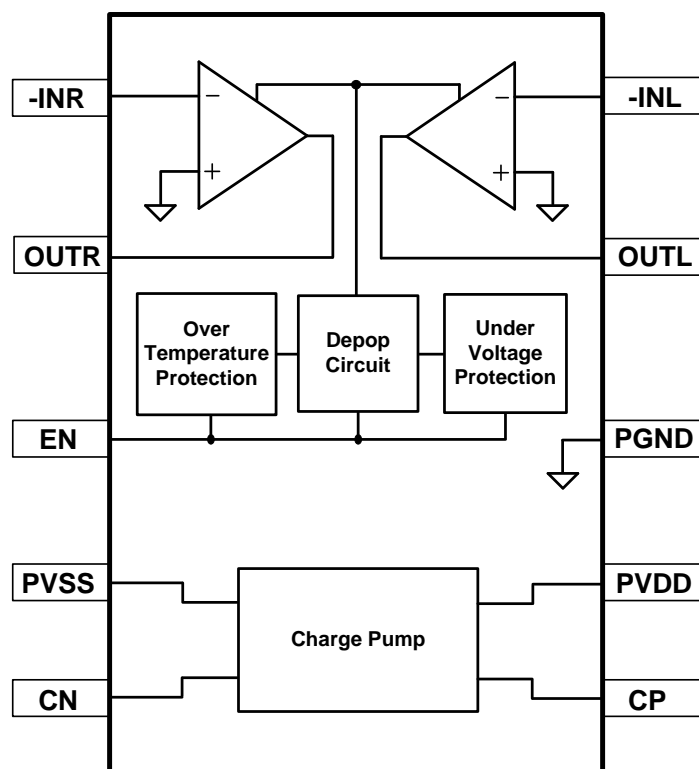 -INR
−
+
−
+
-INL
OUTR
OUTL
Over
Temperature
Protection
Depop
Circuit
Under
Voltage
Protection
EN
PGND
PVSS
PVDD
Charge Pump
CN
CP